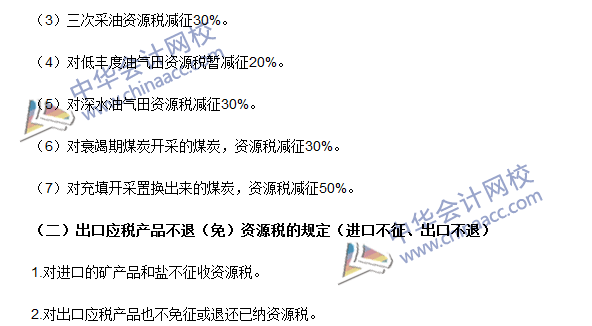 （3）三次采油资源税减征30%。
（4）对低丰度油气田资源税暂减征20%。
（5）对深水油气田资源税减征30%。
（6）对衰竭期煤炭开采的煤炭，资源税减征30%。
（7）对充填开采置换出来的煤炭，资源税减征50%。
（二）出口应税产品不退（免）资源税的规定（进口不征、出口不退）
1.对进口的矿产品和盐不征收资源税。
2.对出口应税产品也不免征或退还已纳资源税。
中华会计网校
www.chinaacc.com
中华会计网校
www.chinaacc.com